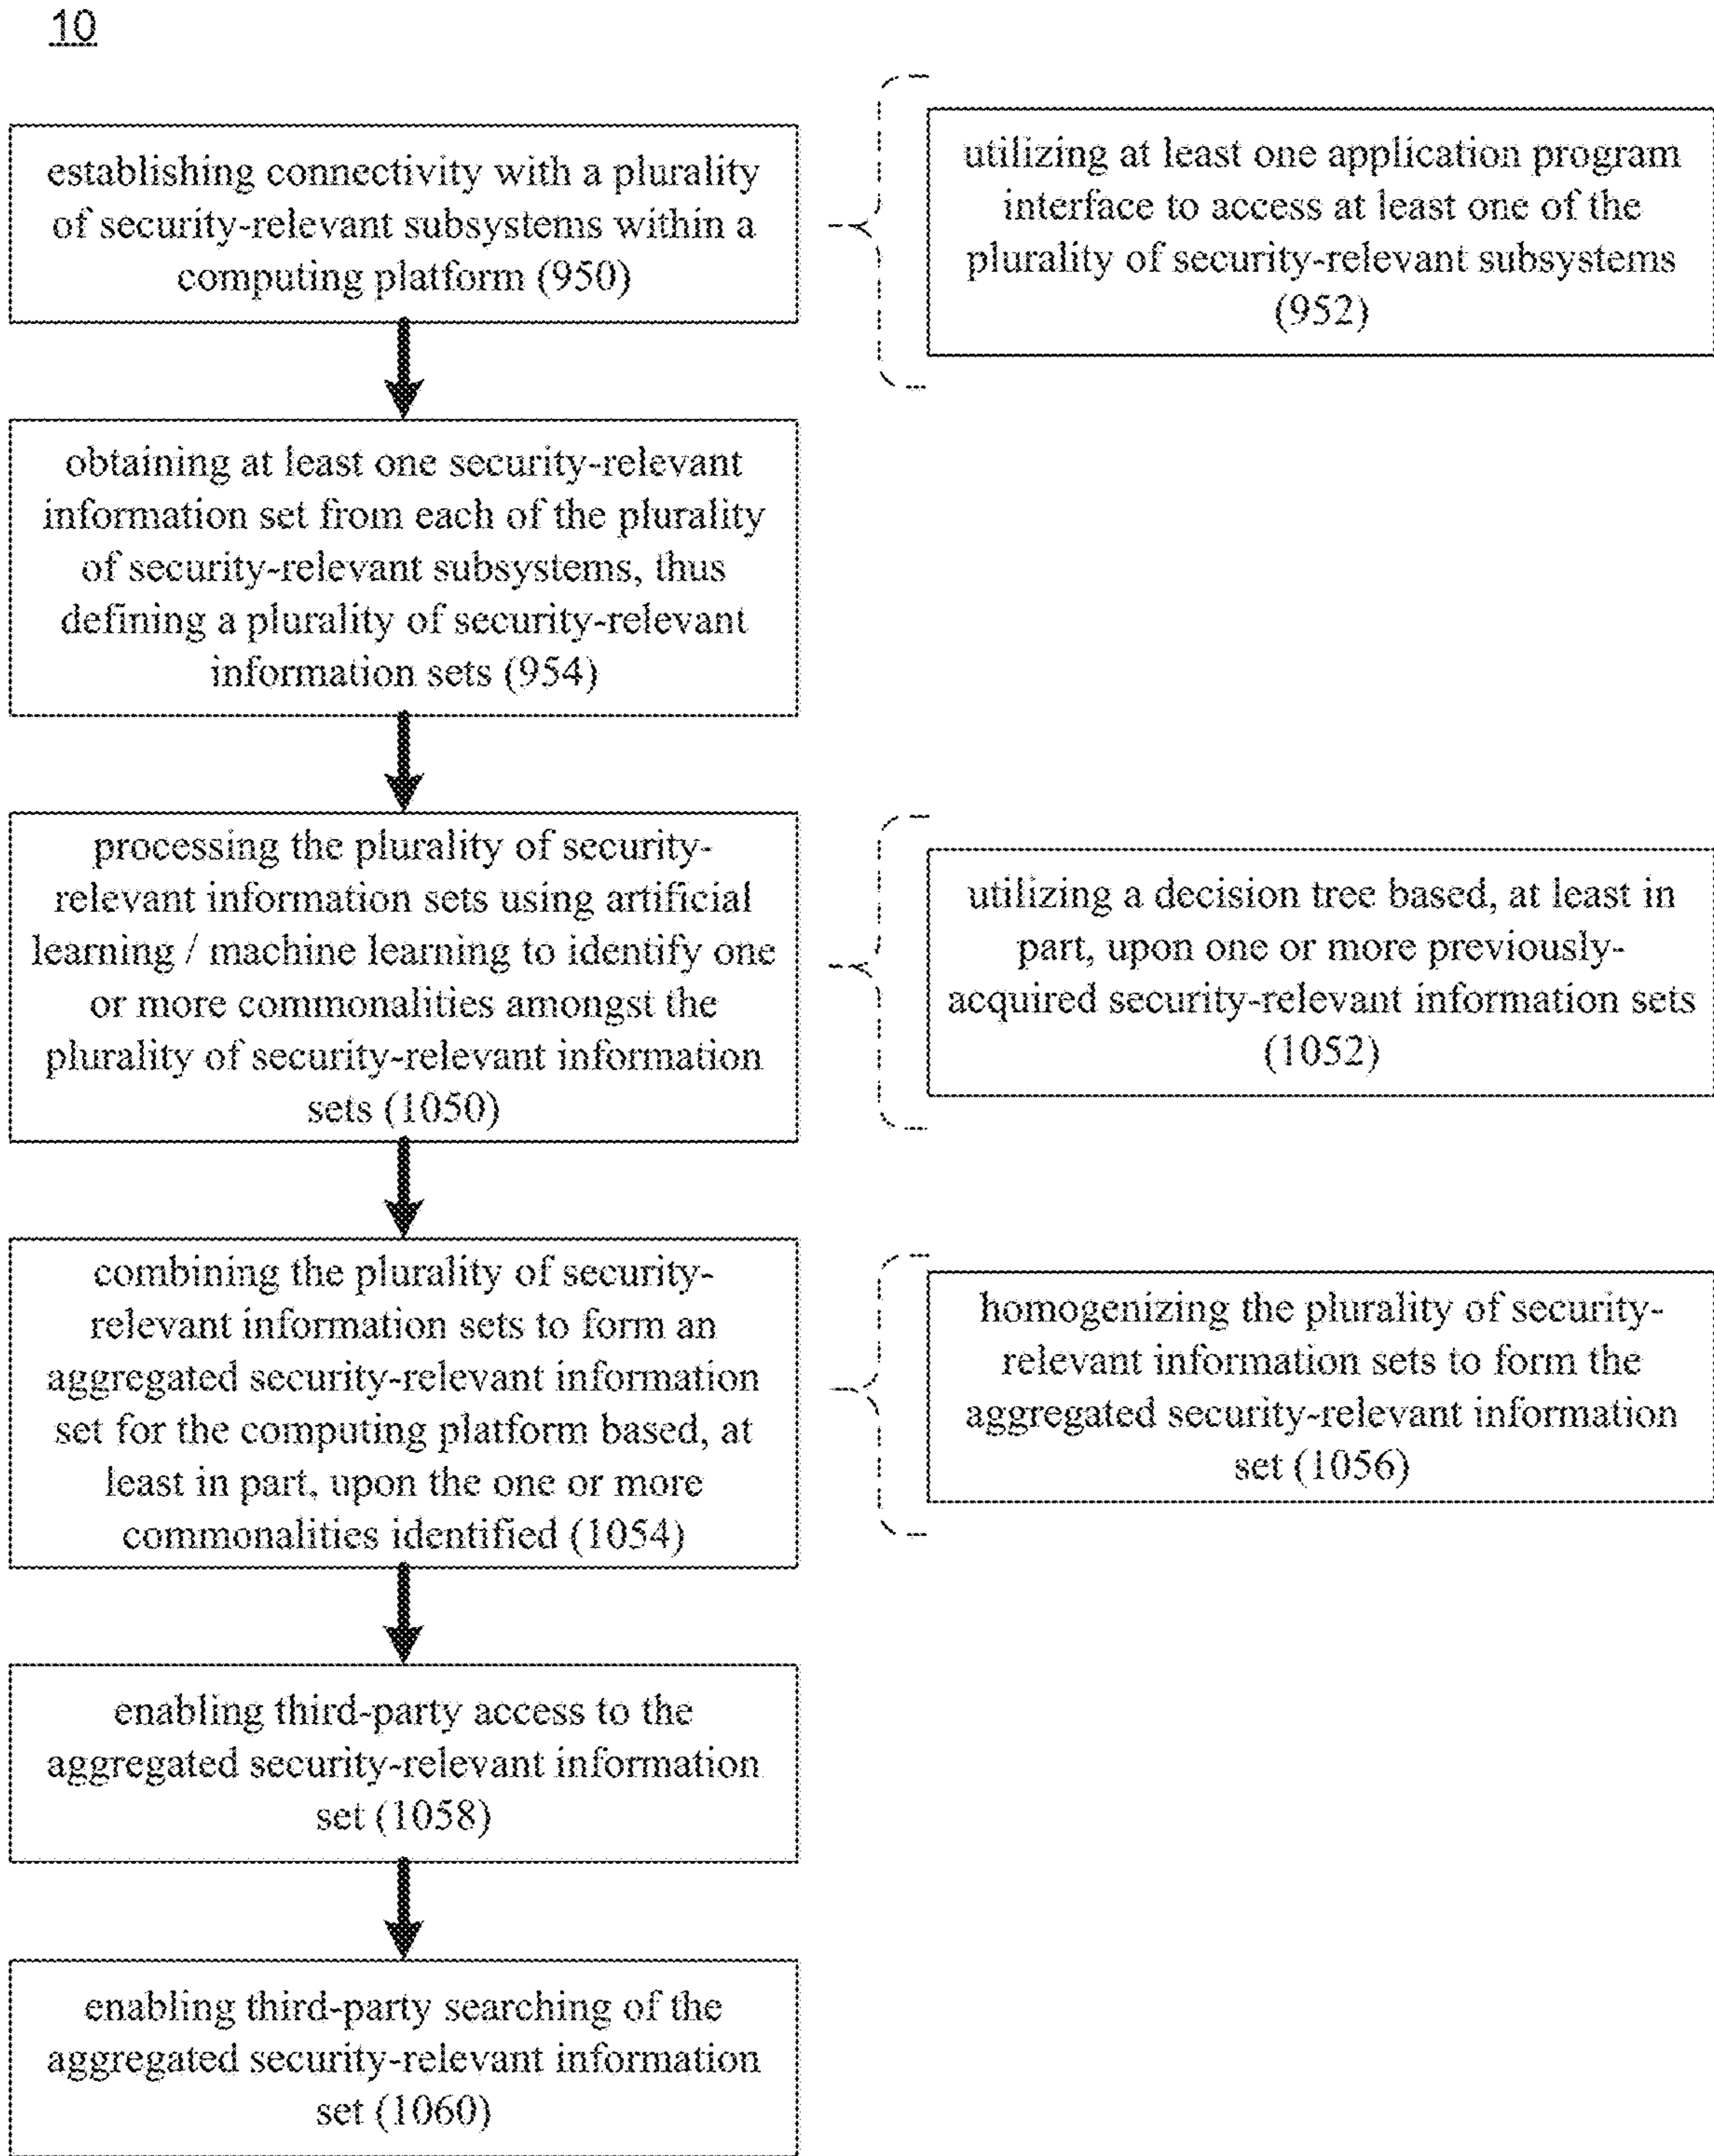 10
establishing connectivity with a plurality
of security-relevant subsystems within a
computing platform (950)
utilizing at least one application program
interface to access at least one of the
plurality of security-relevant subsystems
(952)
obtaining at least one security-relevant
information set from each of the plurality
of security-relevant subsystems, thus
defining a plurality of security-relevant
information sets (954)
processing the plurality of security-
relevant information sets using artificial
learning / machine learning to identify one
or more commonalities amongst the
plurality of security-relevant information
sets (1050)
utilizing a decision tree based, at least in
part, upon one or more previously-
acquired security-relevant information sets
(1052)
combining the plurality of security-
relevant information sets to form an
aggregated security-relevant information
set for the computing platform based, at
least in part, upon the one or more
commonalities identified (1054)
homogenizing the plurality of security-
relevant information sets to form the
aggregated security-relevant information
set (1056)
enabling third-party access to the
aggregated security-relevant information
set (1058)
enabling third-party searching of the
aggregated security-relevant information
set (1060)